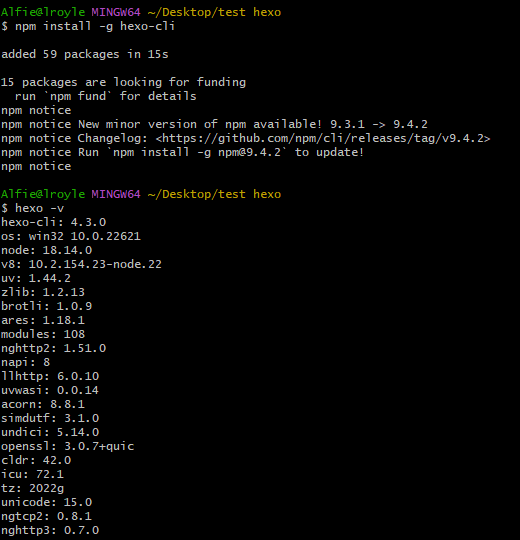 Alfie@lroyle MINGW64 ~/Desktop/test hexo
$ npm install -g hexo-cli

added 59 packages in 15s

15 packages are looking for funding
  run `npm fund` for details
npm notice
npm notice New minor version of npm available! 9.3.1 -> 9.4.2
npm notice Changelog: <https://github.com/npm/cli/releases/tag/v9.4.2>
npm notice Run `npm install -g npm@9.4.2` to update!
npm notice

Alfie@lroyle MINGW64 ~/Desktop/test hexo
$ hexo -v
hexo-cli: 4.3.0
os: win32 10.0.22621
node: 18.14.0
v8: 10.2.154.23-node.22
uv: 1.44.2
zlib: 1.2.13
brotli: 1.0.9
ares: 1.18.1
modules: 108
nghttp2: 1.51.0
napi: 8
llhttp: 6.0.10
uvwasi: 0.0.14
acorn: 8.8.1
simdutf: 3.1.0
undici: 5.14.0
openssl: 3.0.7+quic
cldr: 42.0
icu: 72.1
tz: 2022g
unicode: 15.0
ngtcp2: 0.8.1
nghttp3: 0.7.0